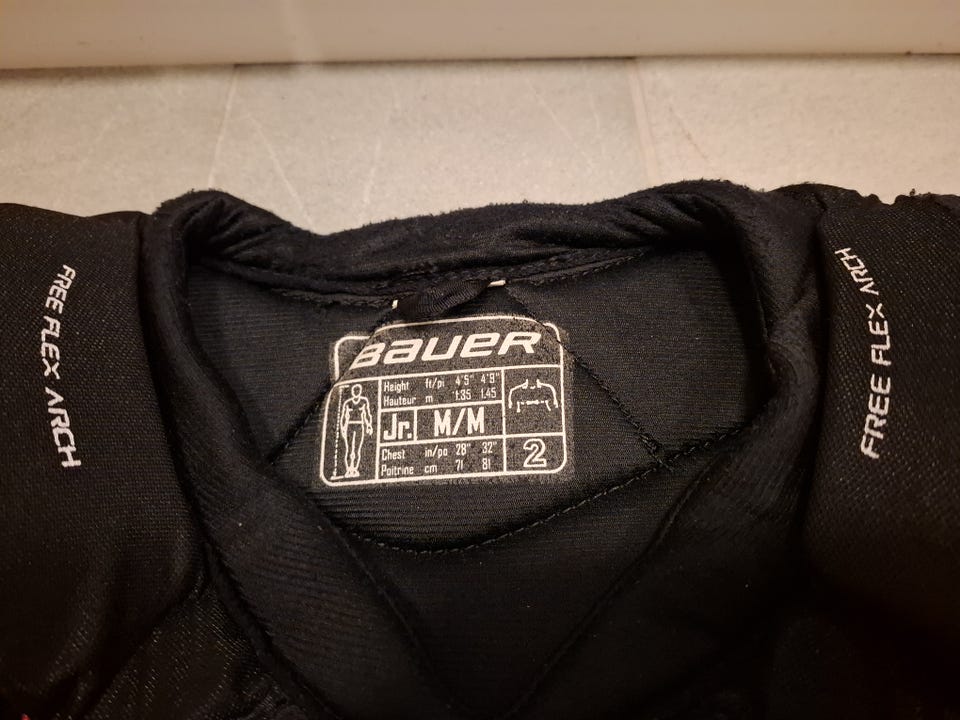 FREE FLEX ARCH
BAUER
Height ft/pi 4'5" 4'9"
Hauteur m 1.35 1.45
Jr. M/M
Chest in/po 28" 32"
Poitrine cm 71 81
2
FREE FLEX ARCH